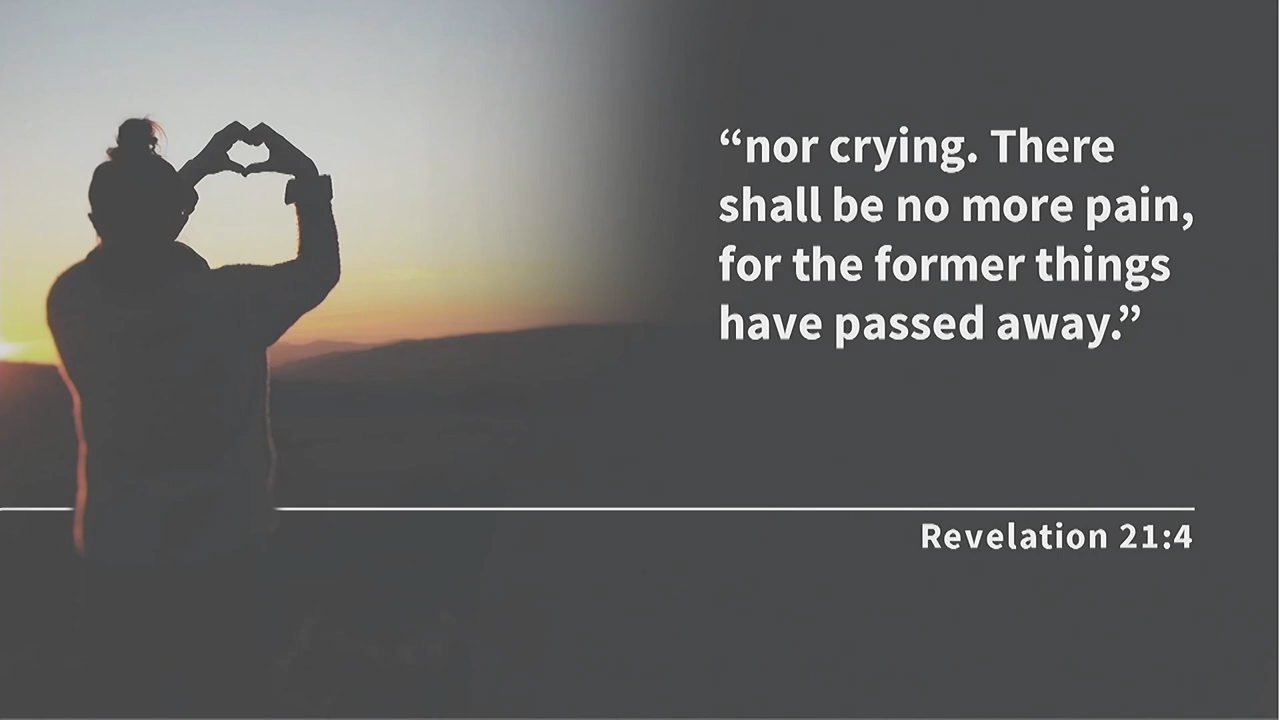 “nor crying. There
shall be no more pain,
for the former things
have passed away.”
Revelation 21:4